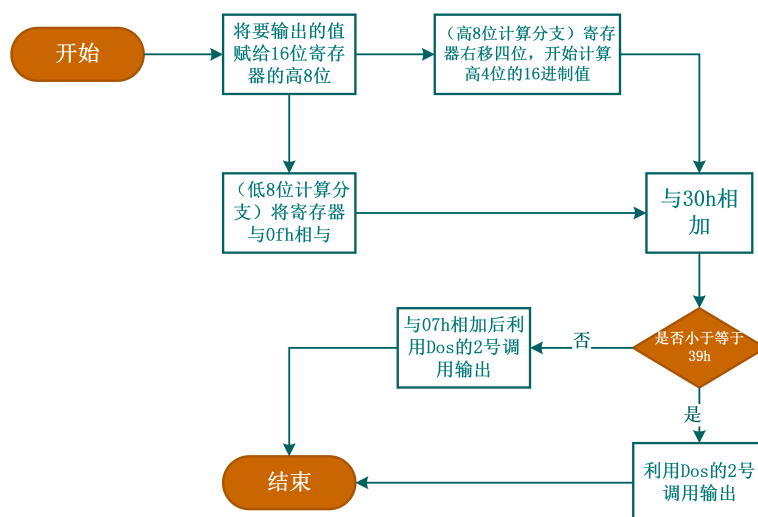 开始
将要输出的值
赋给16位寄存
器的高8位
（高8位计算分支）寄存
器右移四位，开始计算
高4位的16进制值
（低8位计算分
支）将寄存器
与0fh相与
与30h相
加
是否小于等于
39h
否
与07h相加后利
用Dos的2号调
用输出
是
利用Dos的2号
调用输出
结束